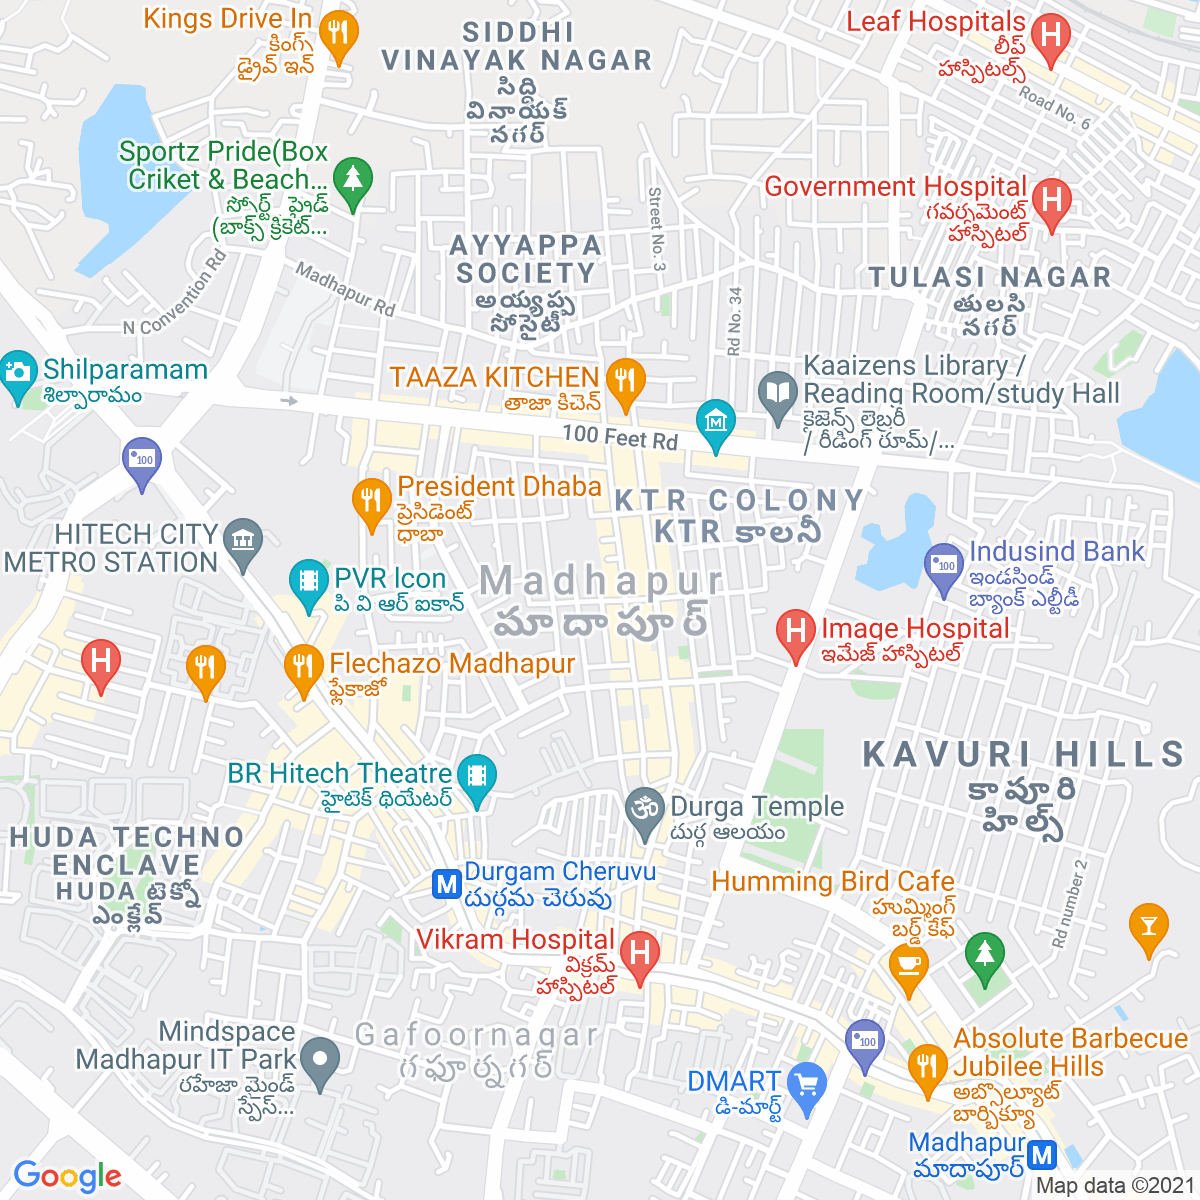 Kings Drive In
కింగ్స్
డ్రైవ్ ఇన్
SIDDHI
VINAYAK NAGAR
సిద్ధి
వినాయక్
నగర్
Leaf Hospitals
లీఫ్
హాస్పిటల్స్
Road No. 6
Sportz Pride(Box
Criket & Beach...
స్పోర్ట్ ప్రైడ్
(బాక్స్ క్రికెట్...
Street No. 3
Government Hospital
గవర్నమెంట్
హాస్పిటల్
AYYAPPA
SOCIETY
అయ్యప్ప
సోసైటీ
N Convention Rd
Madhapur Rd
TULASI NAGAR
తులసి
నగర్
Rd No. 34
Shilparamam
శిల్పారామం
TAAZA KITCHEN
తాజా కిచెన్
Kaaizens Library /
Reading Room/study Hall
కైజెన్స్ లైబ్రరీ
/ రీడింగ్ రూమ్/...
100 Feet Rd
100
President Dhaba
ప్రెసిడెంట్
ధాబా
KTR COLONY
KTR కాలనీ
HITECH CITY
METRO STATION
PVR Icon
పి వి ఆర్ ఐకాన్
Madhapur
మాదాపూర్
100
Indusind Bank
ఇండసిండ్
బ్యాంక్ ఎల్టీడీ
Image Hospital
ఇమేజ్ హాస్పిటల్
Flechazo Madhapur
ఫ్లేకాజో
KAVURI HILLS
కావూరి
హిల్స్
BR Hitech Theatre
హైటెక్ థియేటర్
Durga Temple
దుర్గ ఆలయం
HUDA TECHNO
ENCLAVE
HUDA టెక్నో
ఎంక్లేవ్
Durgam Cheruvu
దుర్గమ చెరువు
Humming Bird Cafe
హుమ్మింగ్
బర్డ్ కేఫ్
Rd number 2
Vikram Hospital
విక్రమ్
హాస్పిటల్
Gafoornagar
గఫూర్నగర్
Mindspace
Madhapur IT Park
రహేజా మైండ్
స్పేస్...
100
Absolute Barbecue
Jubilee Hills
అబ్సొల్యూట్
బార్బిక్యూ
DMART
డి-మార్ట్
Madhapur
మాదాపూర్
Google
Map data ©2021